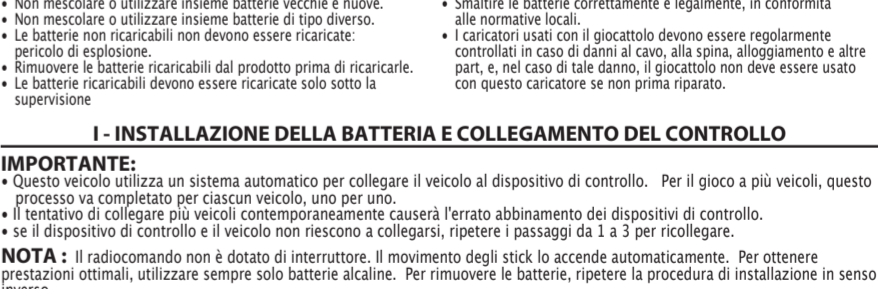 • Non mescolare o utilizzare insieme batterie vecchie e nuove.
• Non mescolare o utilizzare insieme batterie di tipo diverso.
• Le batterie non ricaricabili non devono essere ricaricate:
pericolo di esplosione.
• Rimuovere le batterie ricaricabili dal prodotto prima di ricaricarle.
• Le batterie ricaricabili devono essere ricaricate solo sotto la
supervisione
• Smaltire le batterie correttamente e legalmente, in conformità
alle normative locali.
• I caricatori usati con il giocattolo devono essere regolarmente
controllati in caso di danni al cavo, alla spina, alloggiamento e altre
part, e, nel caso di tale danno, il giocattolo non deve essere usato
con questo caricatore se non prima riparato.
I - INSTALLAZIONE DELLA BATTERIA E COLLEGAMENTO DEL CONTROLLO
IMPORTANTE:
• Questo veicolo utilizza un sistema automatico per collegare il veicolo al dispositivo di controllo. Per il gioco a più veicoli, questo
processo va completato per ciascun veicolo, uno per uno.
• Il tentativo di collegare più veicoli contemporaneamente causerà l'errato abbinamento dei dispositivi di controllo.
• se il dispositivo di controllo e il veicolo non riescono a collegarsi, ripetere i passaggi da 1 a 3 per ricollegare.
NOTA : Il radiocomando non è dotato di interruttore. Il movimento degli stick lo accende automaticamente. Per ottenere
prestazioni ottimali, utilizzare sempre solo batterie alcaline. Per rimuovere le batterie, ripetere la procedura di installazione in senso
inverso